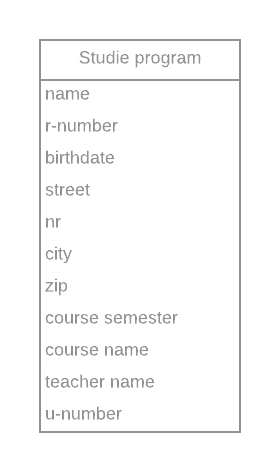 Studie program
name
r-number
birthdate
street
nr
city
zip
course semester
course name
teacher name
u-number